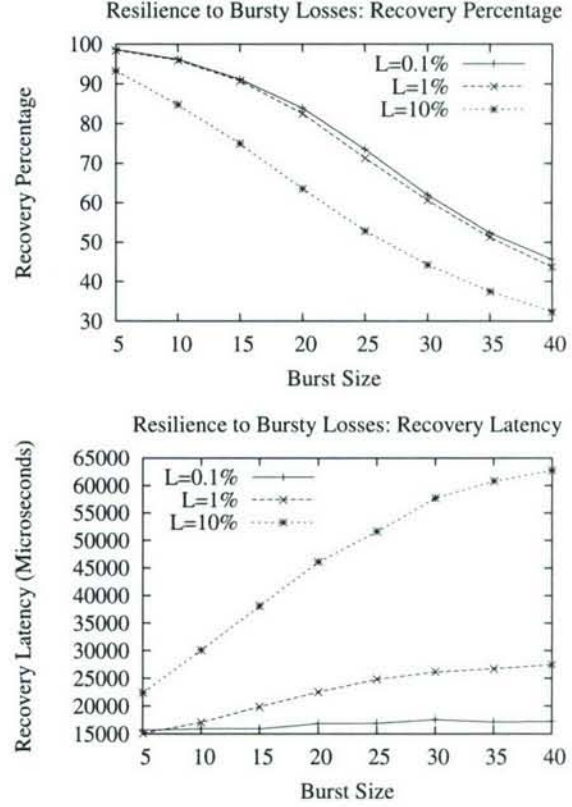 Resilience to Bursty Losses: Recovery Percentage
Recovery Percentage
100
90
80
70
60
50
40
30
L=0.1%
L=1%
L=10%
5 10 15 20 25 30 35 40
Burst Size
Resilience to Bursty Losses: Recovery Latency
Recovery Latency (Microseconds)
65000
60000
55000
50000
45000
40000
35000
30000
25000
20000
15000
L=0.1%
L=1%
L=10%
5 10 15 20 25 30 35 40
Burst Size